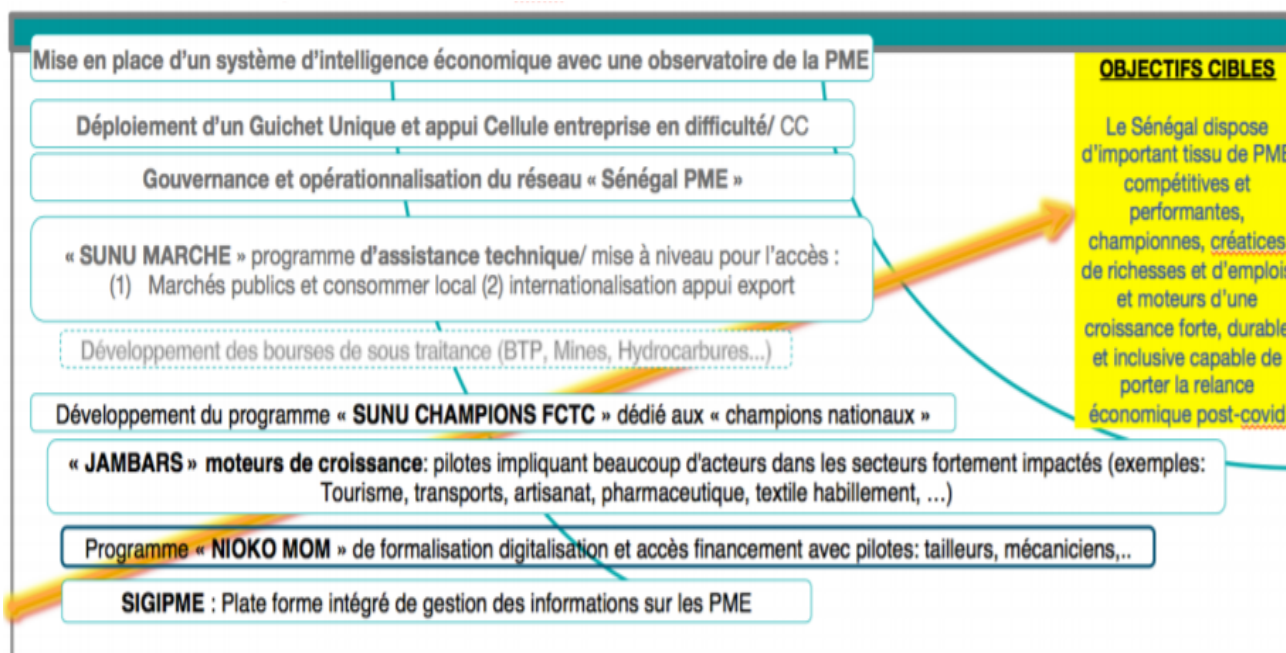 Mise en place d'un système d'intelligence économique avec une observatoire de la PME
Déploiement d'un Guichet Unique et appui Cellule entreprise en difficulté/ CC
Gouvernance et opérationnalisation du réseau « Sénégal PME »
« SUNU MARCHE » programme d'assistance technique/ mise à niveau pour l'accès :
(1) Marchés publics et consommer local (2) internationalisation appui export
Développement des bourses de sous traitance (BTP, Mines, Hydrocarbures...)
Développement du programme « SUNU CHAMPIONS FCTC » dédié aux « champions nationaux »
« JAMBARS » moteurs de croissance: pilotes impliquant beaucoup d'acteurs dans les secteurs fortement impactés (exemples:
Tourisme, transports, artisanat, pharmaceutique, textile habillement, …)
Programme « NIOKO MOM » de formalisation digitalisation et accès financement avec pilotes: tailleurs, mécaniciens,..
SIGIPME : Plate forme intégré de gestion des informations sur les PME
OBJECTIFS CIBLES
Le Sénégal dispose
d'important tissu de PME
compétitives et
performantes,
championnes, créatices
de richesses et d'emplois
et moteurs d'une
croissance forte, durable
et inclusive capable de
porter la relance
économique post-covid